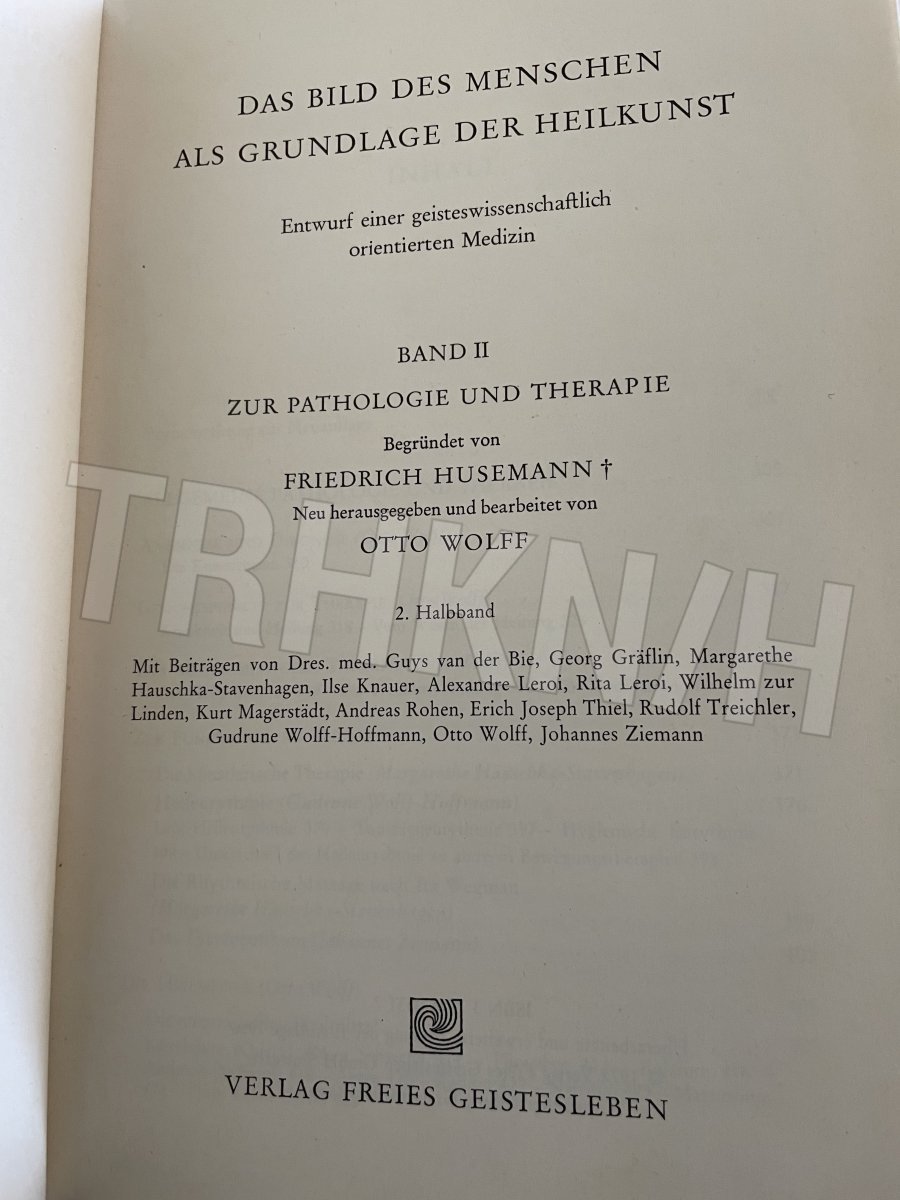 DAS BILD DES MENSCHEN
ALS GRUNDLAGE DER HEILKUNST
Entwurf einer geisteswissenschaftlich
orientierten Medizin
BAND II
ZUR PATHOLOGIE UND THERAPIE
Begründet von
FRIEDRICH HUSEMANN †
Neu herausgegeben und bearbeitet von
OTTO WOLFF
TRHKN/H
2. Halbband
Mit Beiträgen von Dres. med. Guys van der Bie, Georg Gräflin, Margarethe
Hauschka-Stavenhagen, Ilse Knauer, Alexandre Leroi, Rita Leroi, Wilhelm zur
Linden, Kurt Magerstädt, Andreas Rohen, Erich Joseph Thiel, Rudolf Treichler,
Gudrune Wolff-Hoffmann, Otto Wolff, Johannes Ziemann
VERLAG FREIES GEISTESLEBEN